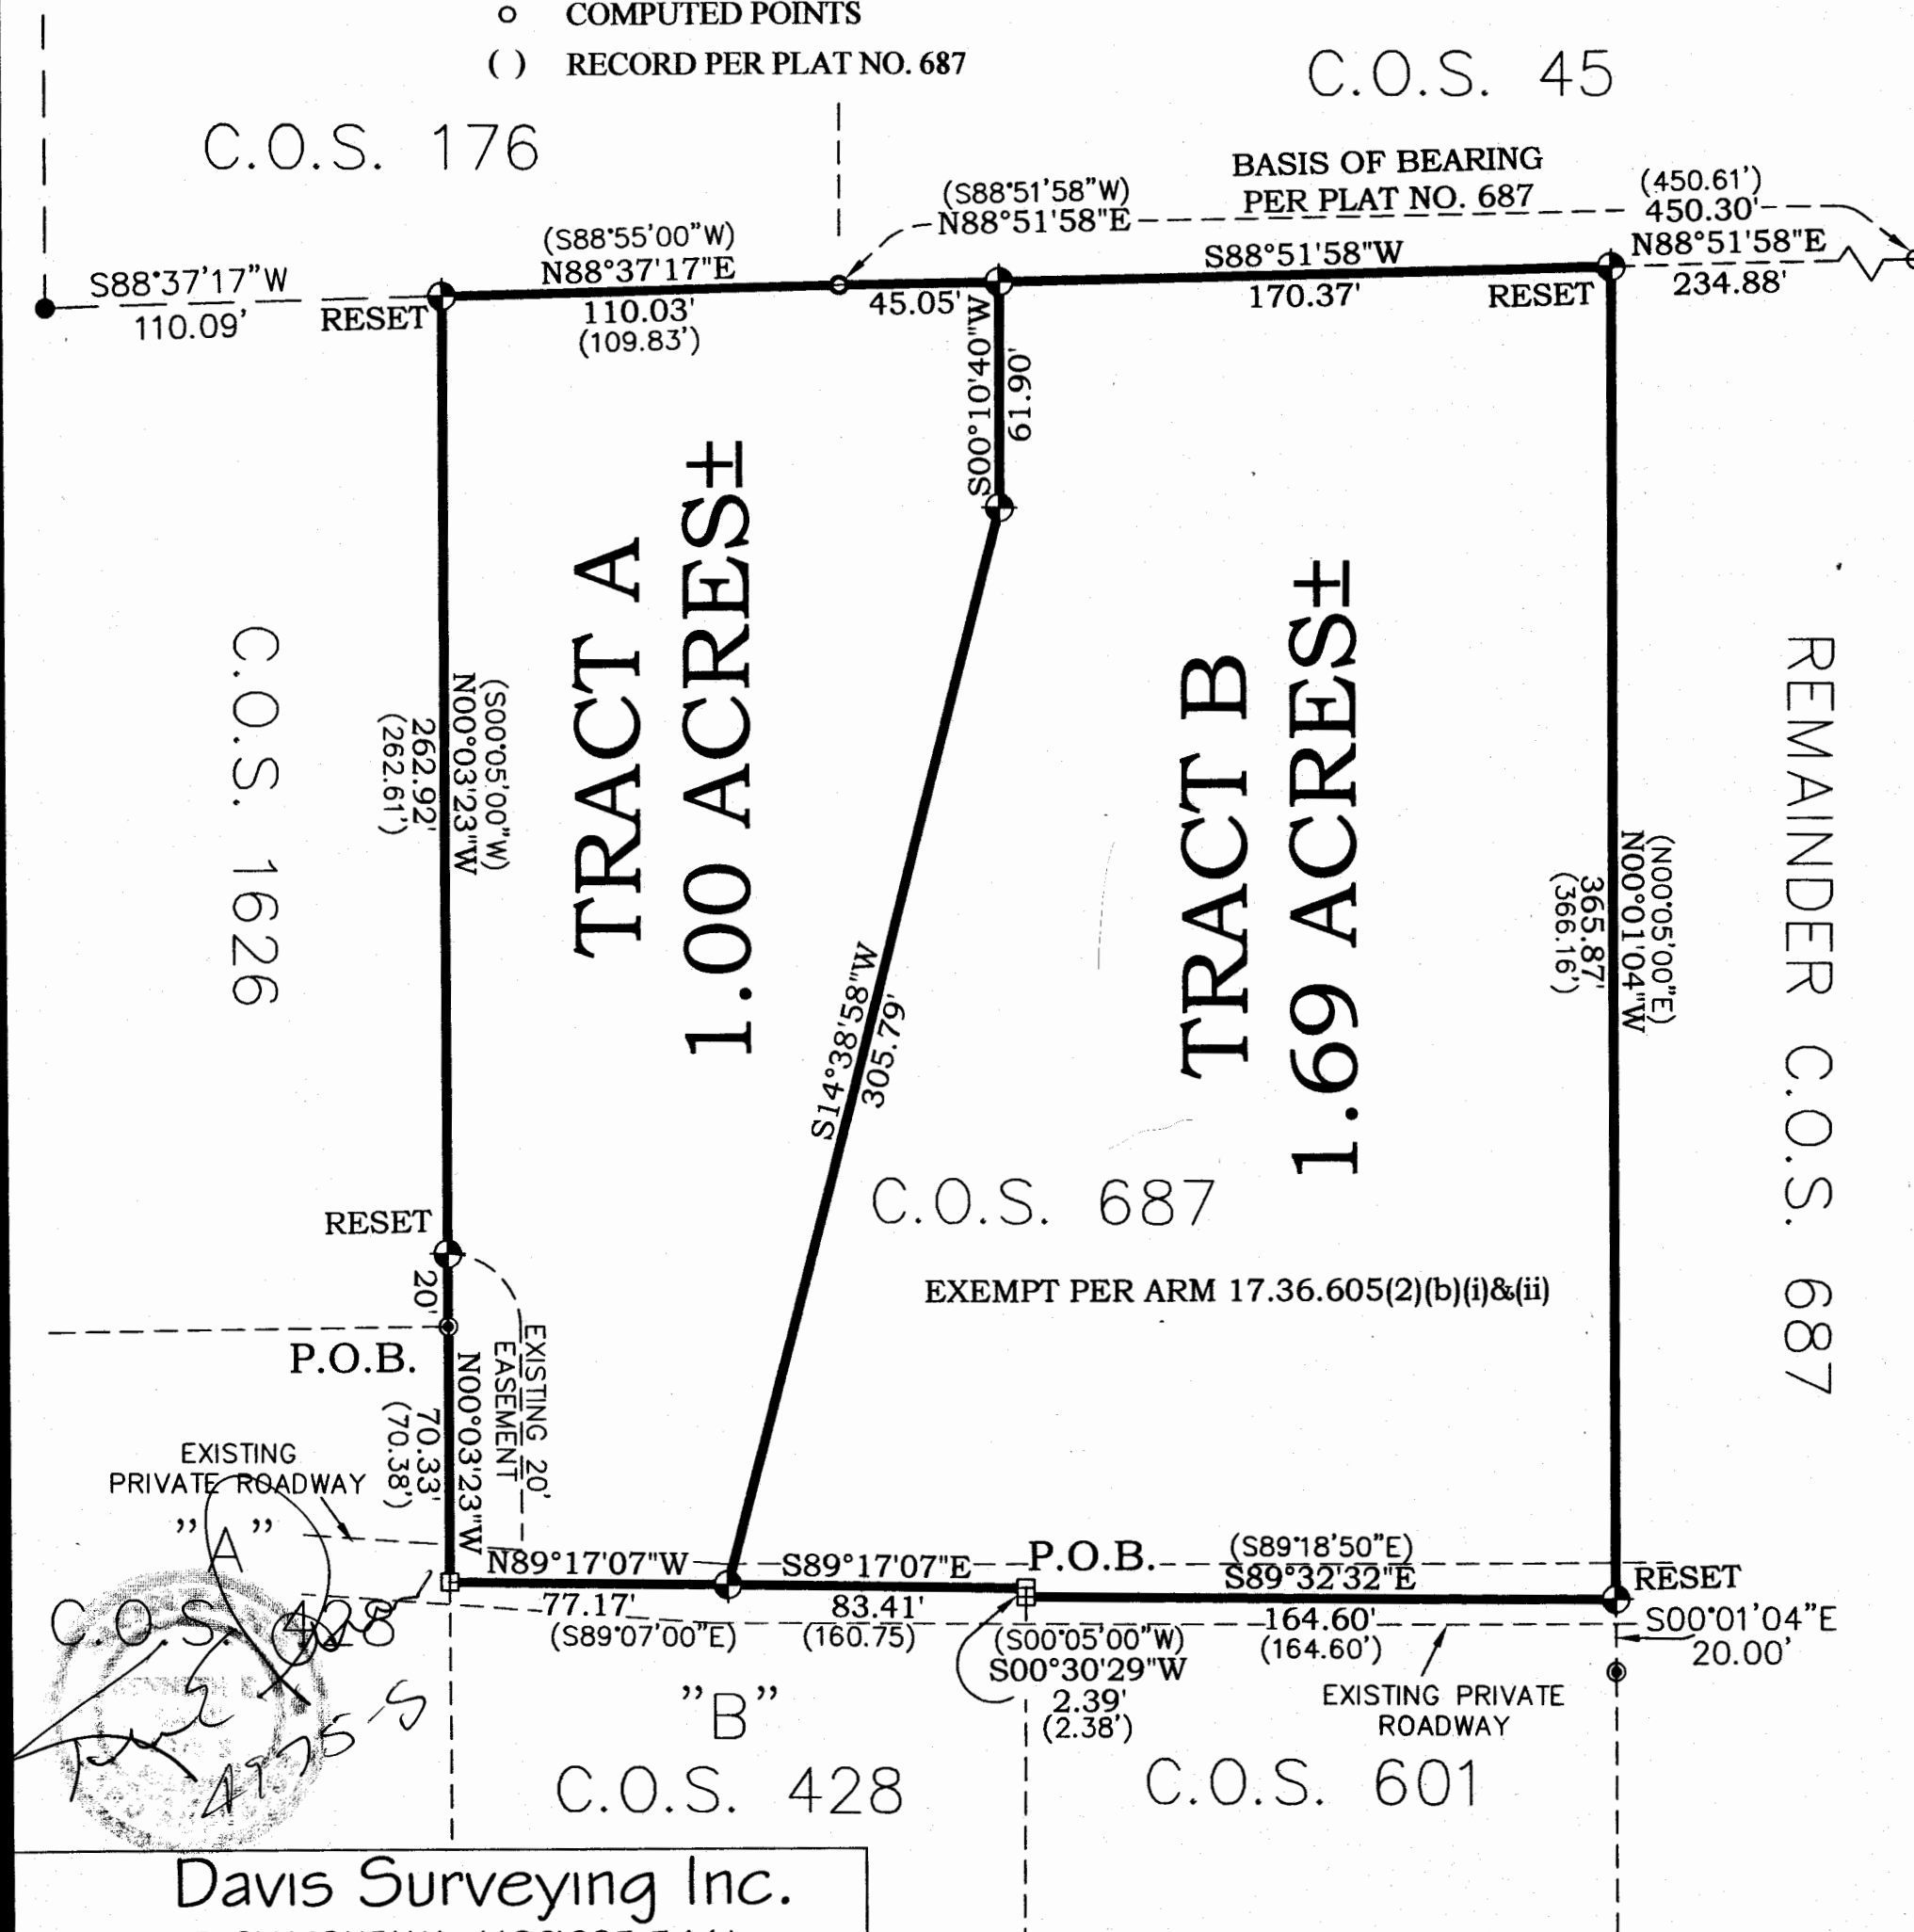 ○ COMPUTED POINTS
( ) RECORD PER PLAT NO. 687
C.O.S. 45
C.O.S. 176
BASIS OF BEARING
PER PLAT NO. 687
(S88°51'58"W)
N88°51'58"E
(450.61')
450.30'
(S88°55'00"W)
N88°37'17"E
110.03'
(109.83')
S88°37'17"W
110.09'
RESET
45.05'
S88°51'58"W
170.37'
RESET
N88°51'58"E
234.88'
S00°10'40"W
61.90'
TRACT A
1.00 ACRES±
TRACT B
1.69 ACRES±
C.O.S. 1626
(S00°05'00"W)
N00°03'23"W
262.92'
(262.61')
S14°38'58"W
305.79'
(N00°05'00"E)
N00°01'04"W
365.87'
(366.16')
REMAINDER C.O.S. 687
C.O.S. 687
EXEMPT PER ARM 17.36.605(2)(b)(i)&(ii)
RESET
20'
P.O.B.
EXISTING 20'
EASEMENT
N00°03'23"W
70.33'
(70.38')
EXISTING
PRIVATE ROADWAY
"A"
C.O.S. 428
N89°17'07"W
77.17'
(S89°07'00"E)
S89°17'07"E
83.41'
(160.75)
P.O.B.
(S89°18'50"E)
S89°32'32"E
164.60'
(164.60')
RESET
S00°01'04"E
20.00'
(S00°05'00"W)
S00°30'29"W
2.39'
(2.38')
EXISTING PRIVATE
ROADWAY
"B"
C.O.S. 428
C.O.S. 601
4975-S
Davis Surveying Inc.